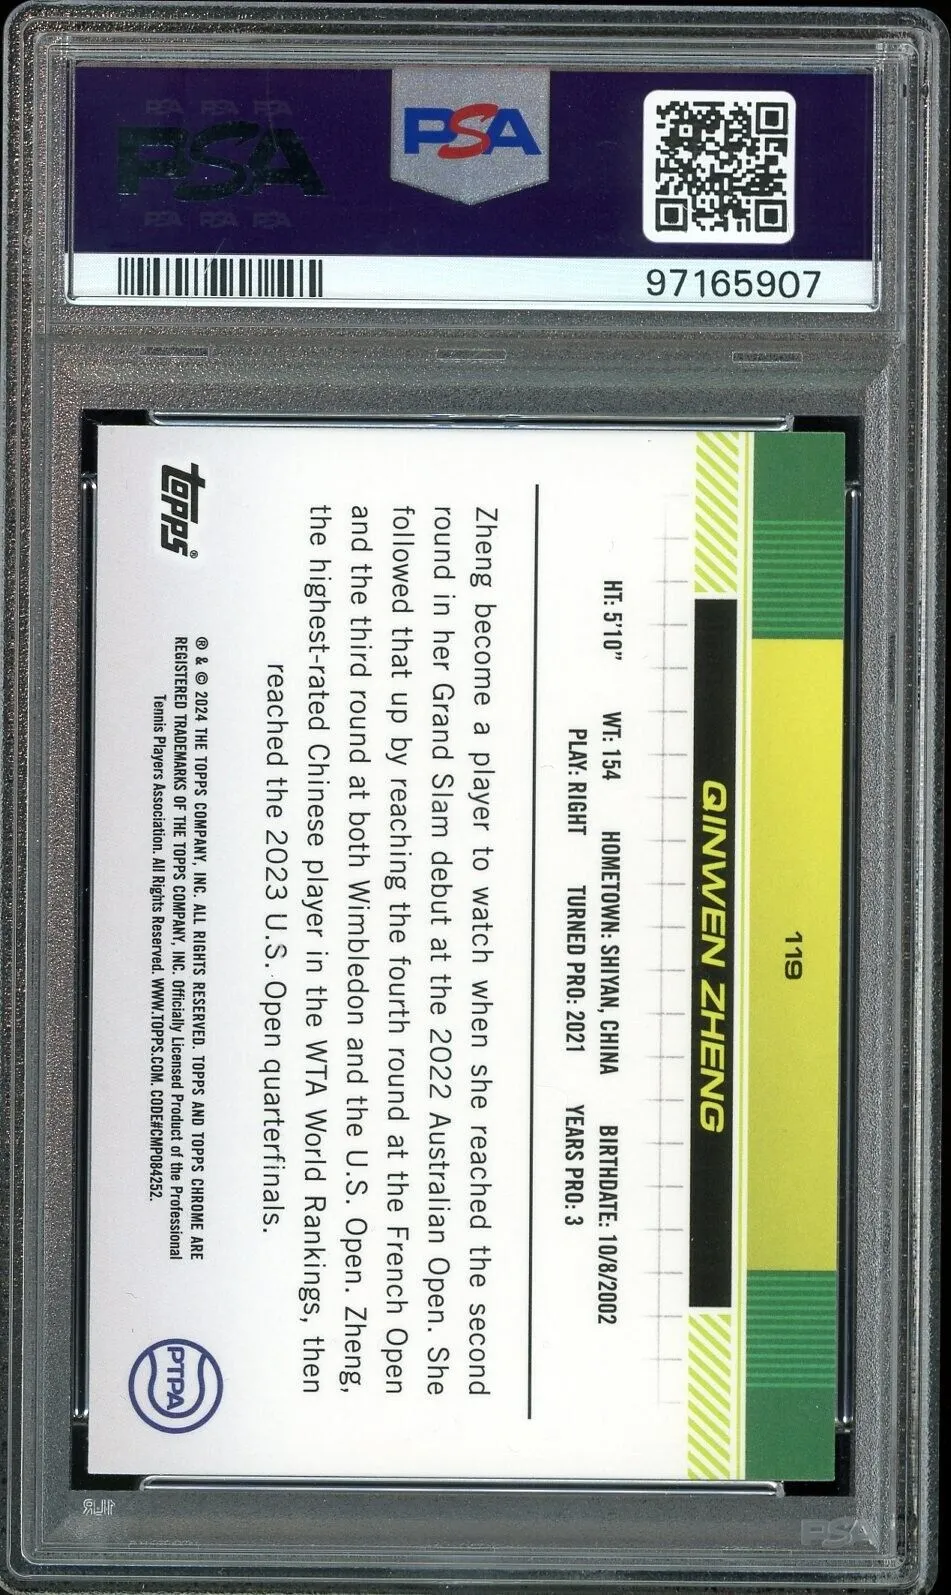 PSA PSA PSA
PSA
PSA PSA PSA
PSA
97165907
119
QINWEN ZHENG
HT: 5'10" WT: 154 HOMETOWN: SHIYAN, CHINA BIRTHDATE: 10/8/2002
PLAY: RIGHT TURNED PRO: 2021 YEARS PRO: 3
Zheng become a player to watch when she reached the second
round in her Grand Slam debut at the 2022 Australian Open. She
followed that up by reaching the fourth round at the French Open
and the third round at both Wimbledon and the U.S. Open. Zheng,
the highest-rated Chinese player in the WTA World Rankings, then
reached the 2023 U.S. Open quarterfinals.
topps®
® & © 2024 THE TOPPS COMPANY, INC. ALL RIGHTS RESERVED. TOPPS AND TOPPS CHROME ARE
REGISTERED TRADEMARKS OF THE TOPPS COMPANY, INC. Officially Licensed Product of the Professional
Tennis Players Association. All Rights Reserved. WWW.TOPPS.COM. CODE#CMP084252.
PTPA
PSA